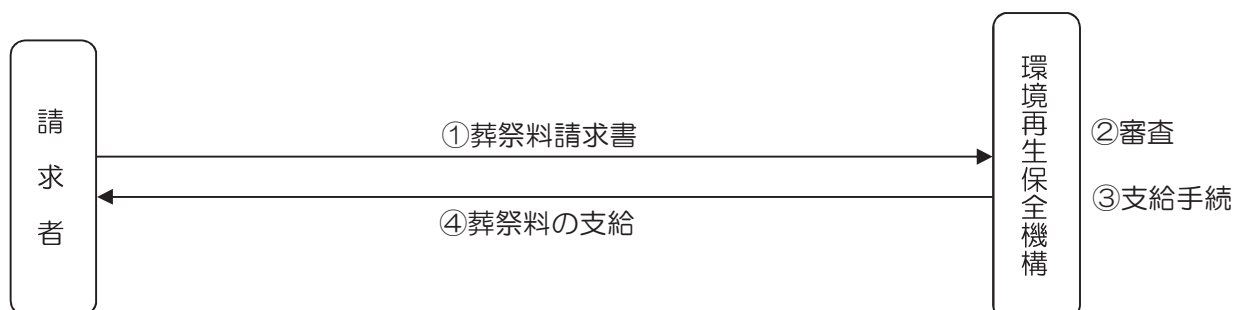 請求者
①葬祭料請求書
④葬祭料の支給
環境再生保全機構
②審査
③支給手続